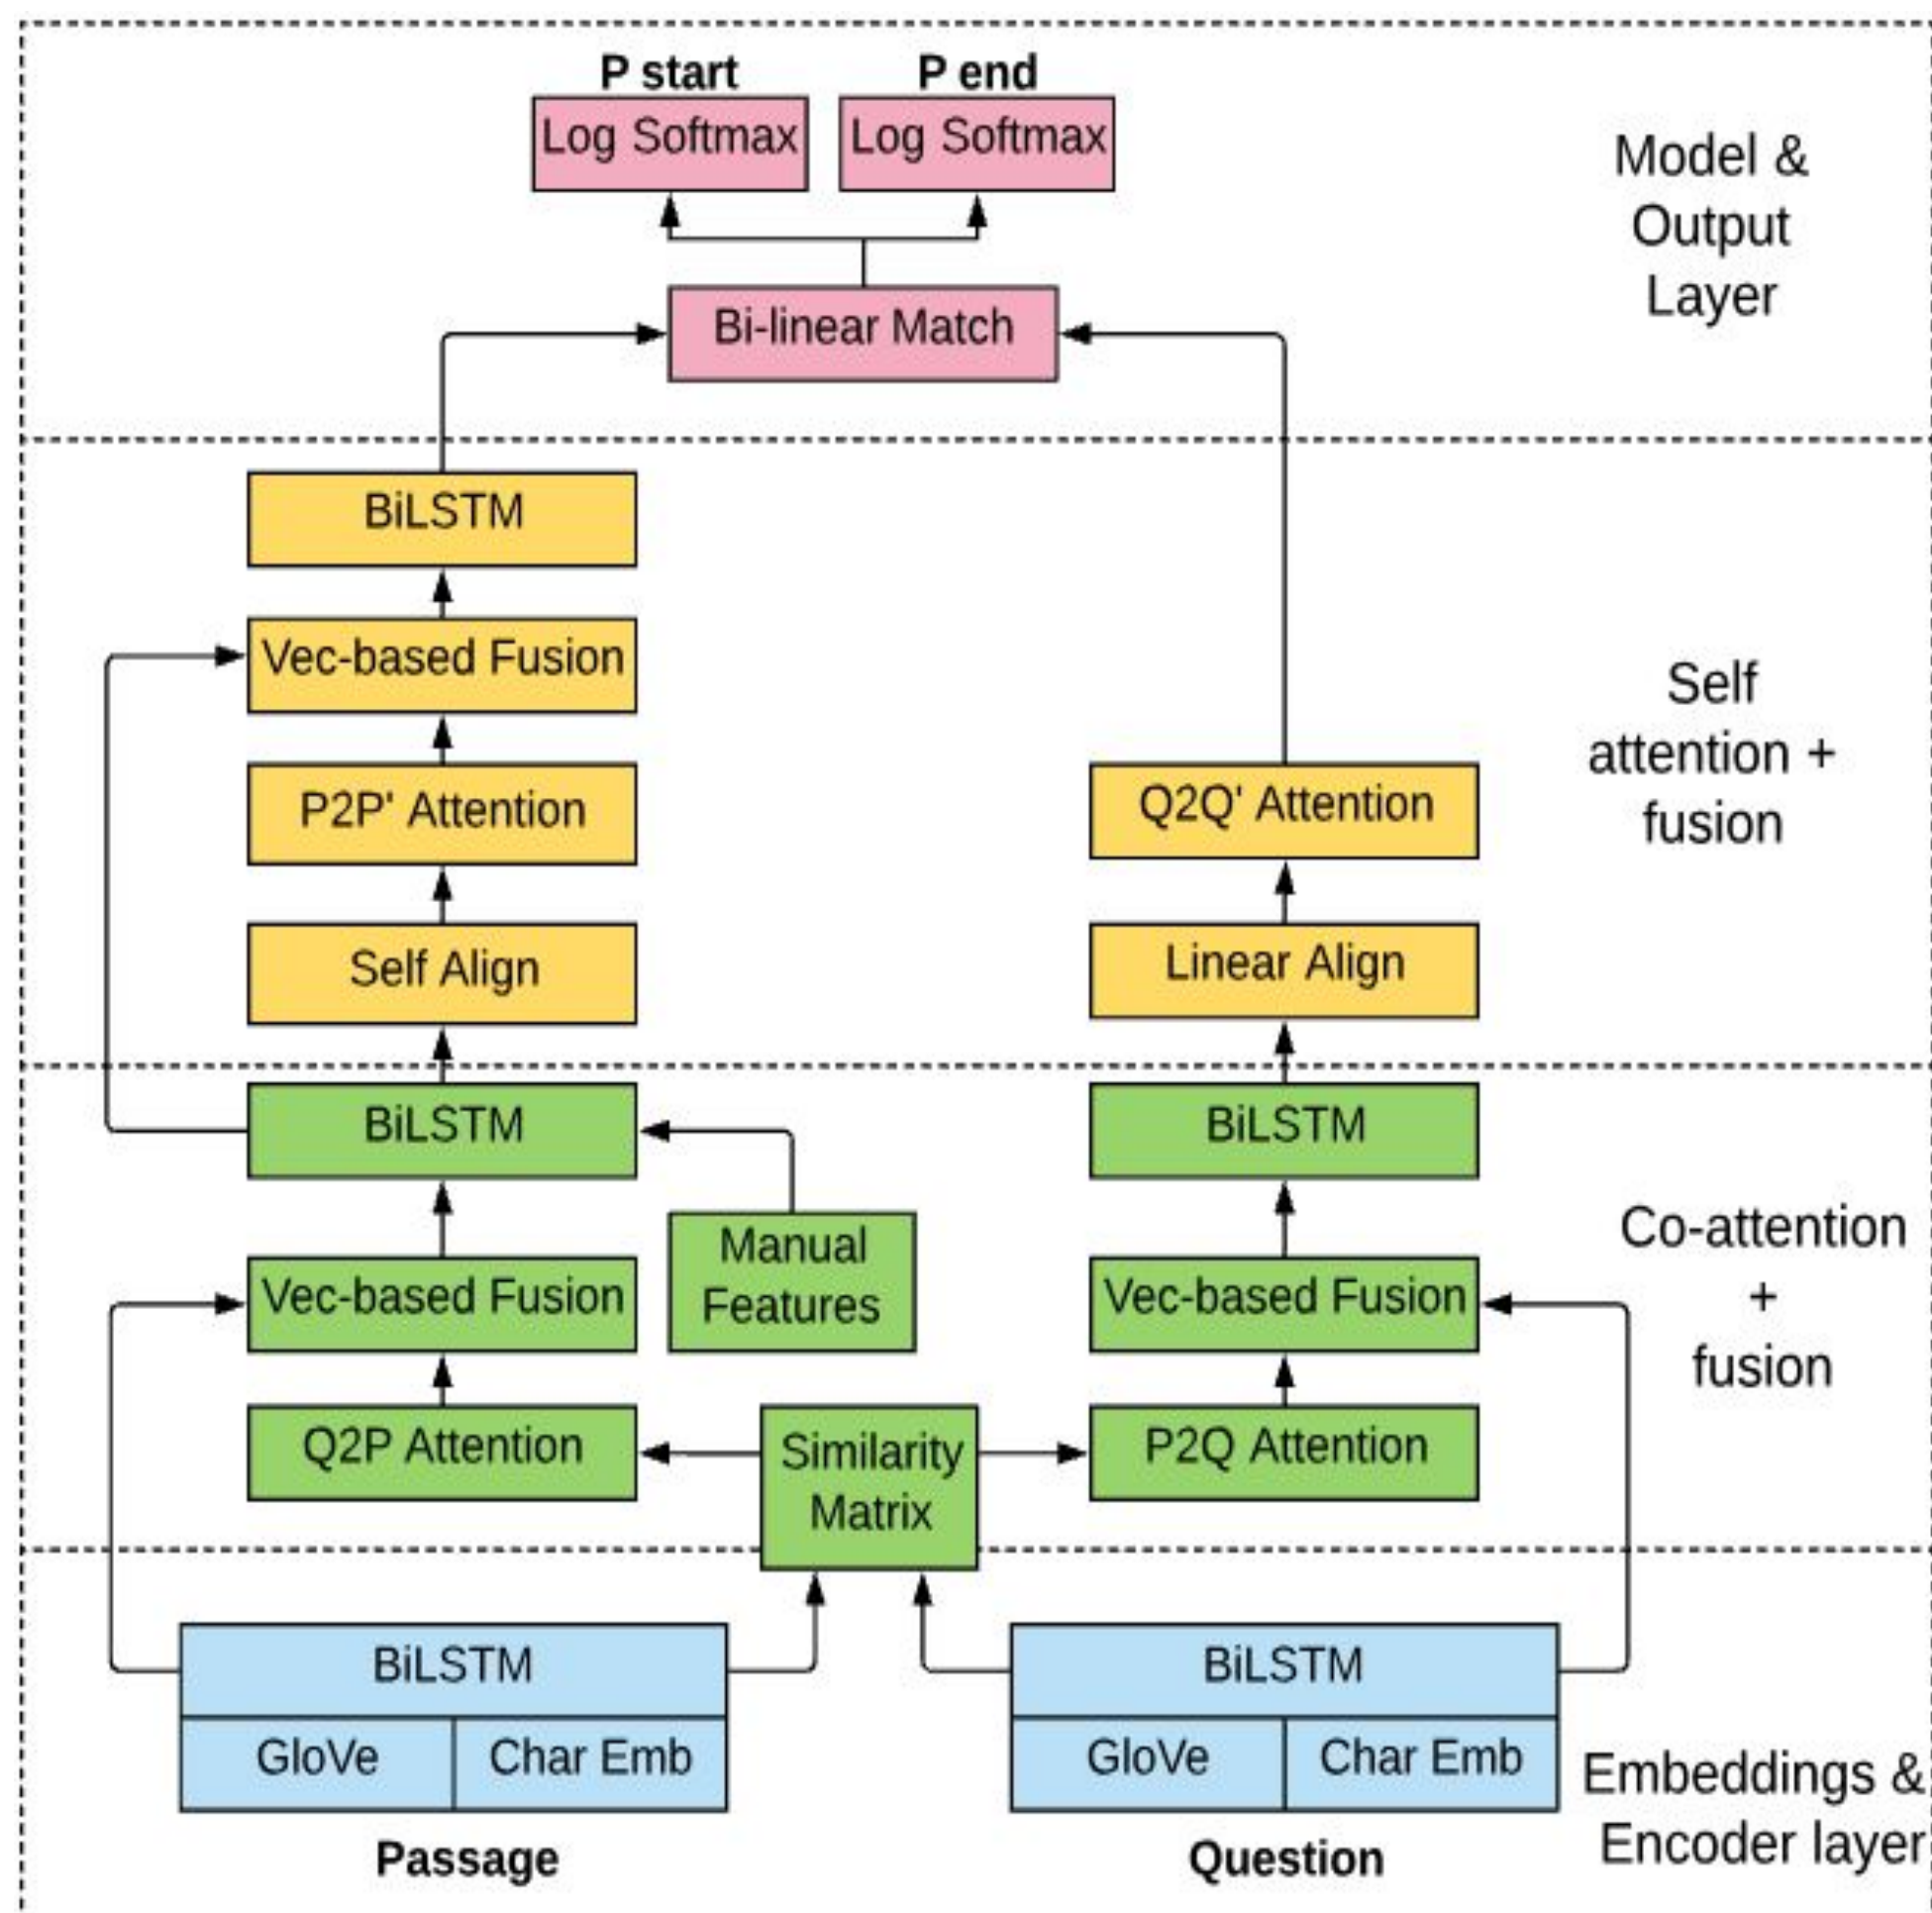 P start
P end
Log Softmax
Log Softmax
Model &
Output
Layer
Bi-linear Match
BiLSTM
Vec-based Fusion
P2P' Attention
Q2Q' Attention
Self
attention +
fusion
Self Align
Linear Align
BiLSTM
BiLSTM
Manual
Features
Vec-based Fusion
Vec-based Fusion
Co-attention
+
fusion
Q2P Attention
Similarity
Matrix
P2Q Attention
BiLSTM
BiLSTM
GloVe
Char Emb
GloVe
Char Emb
Embeddings &
Encoder layer
Passage
Question